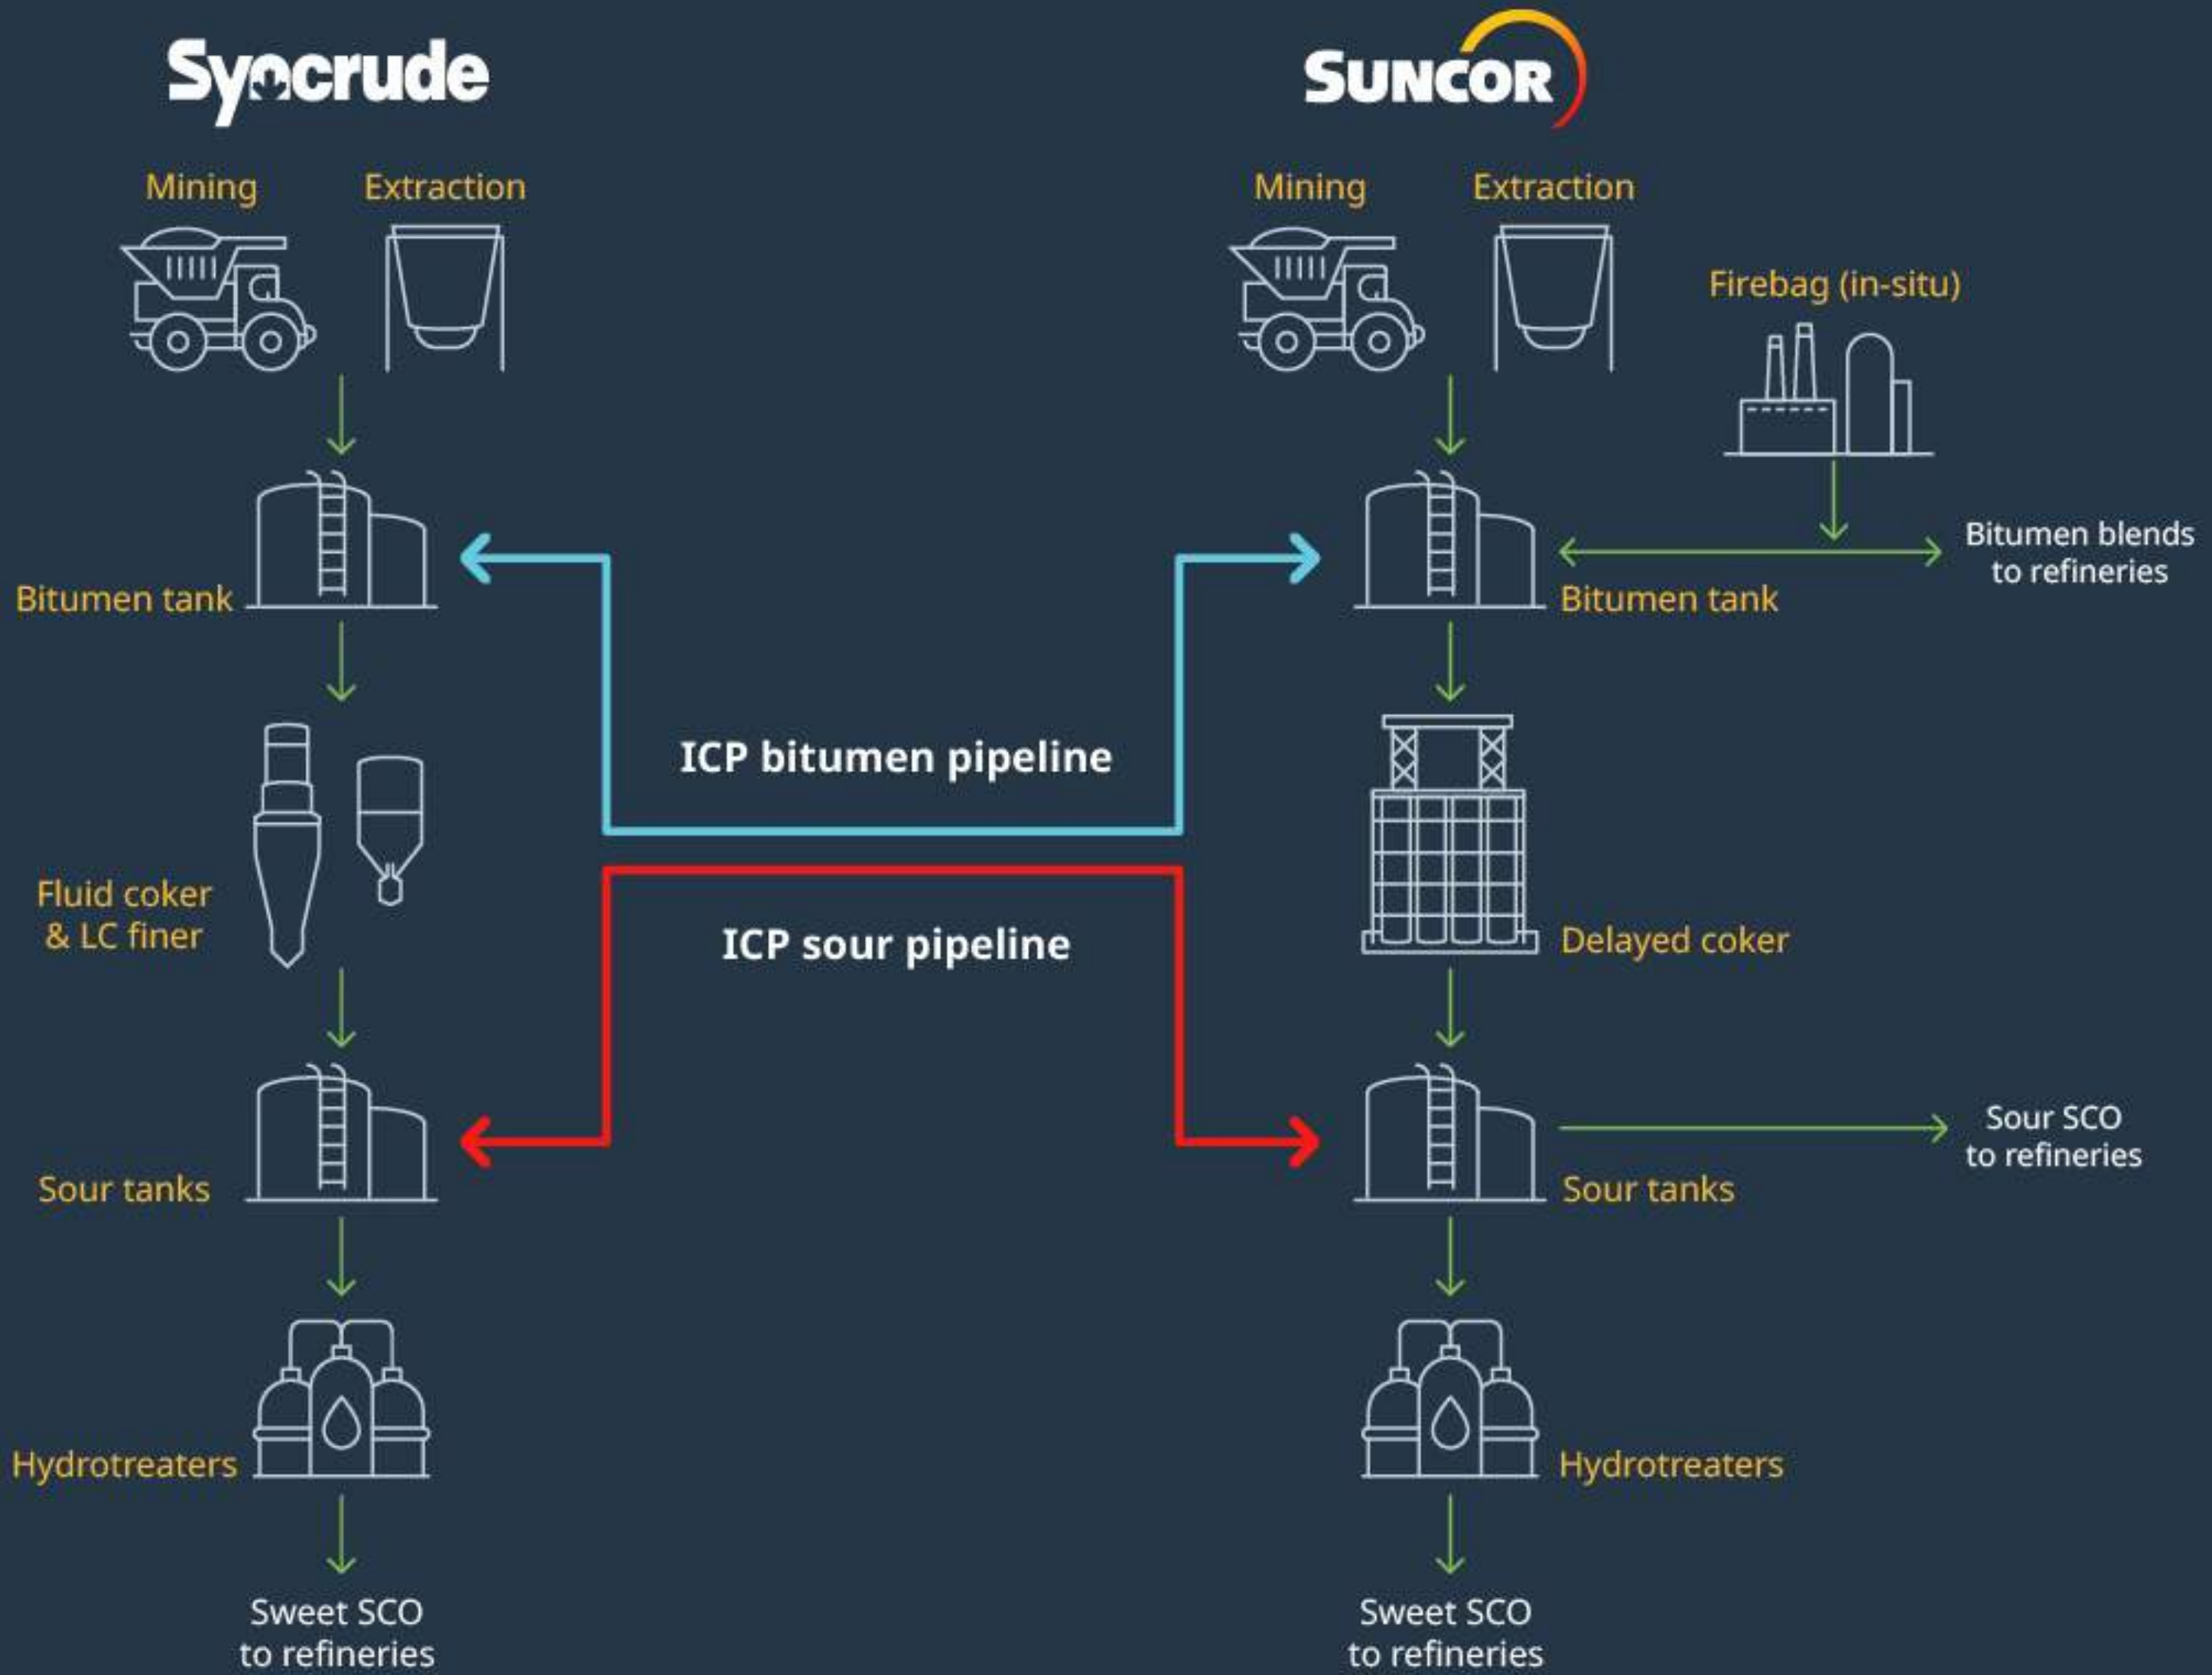 Syncrude
SUNCOR
Mining
Extraction
Mining
Extraction
Firebag (in-situ)
Bitumen tank
Bitumen tank
Bitumen blends
to refineries
ICP bitumen pipeline
Fluid coker
& LC finer
ICP sour pipeline
Delayed coker
Sour tanks
Sour tanks
Sour SCO
to refineries
Hydrotreaters
Hydrotreaters
Sweet SCO
to refineries
Sweet SCO
to refineries